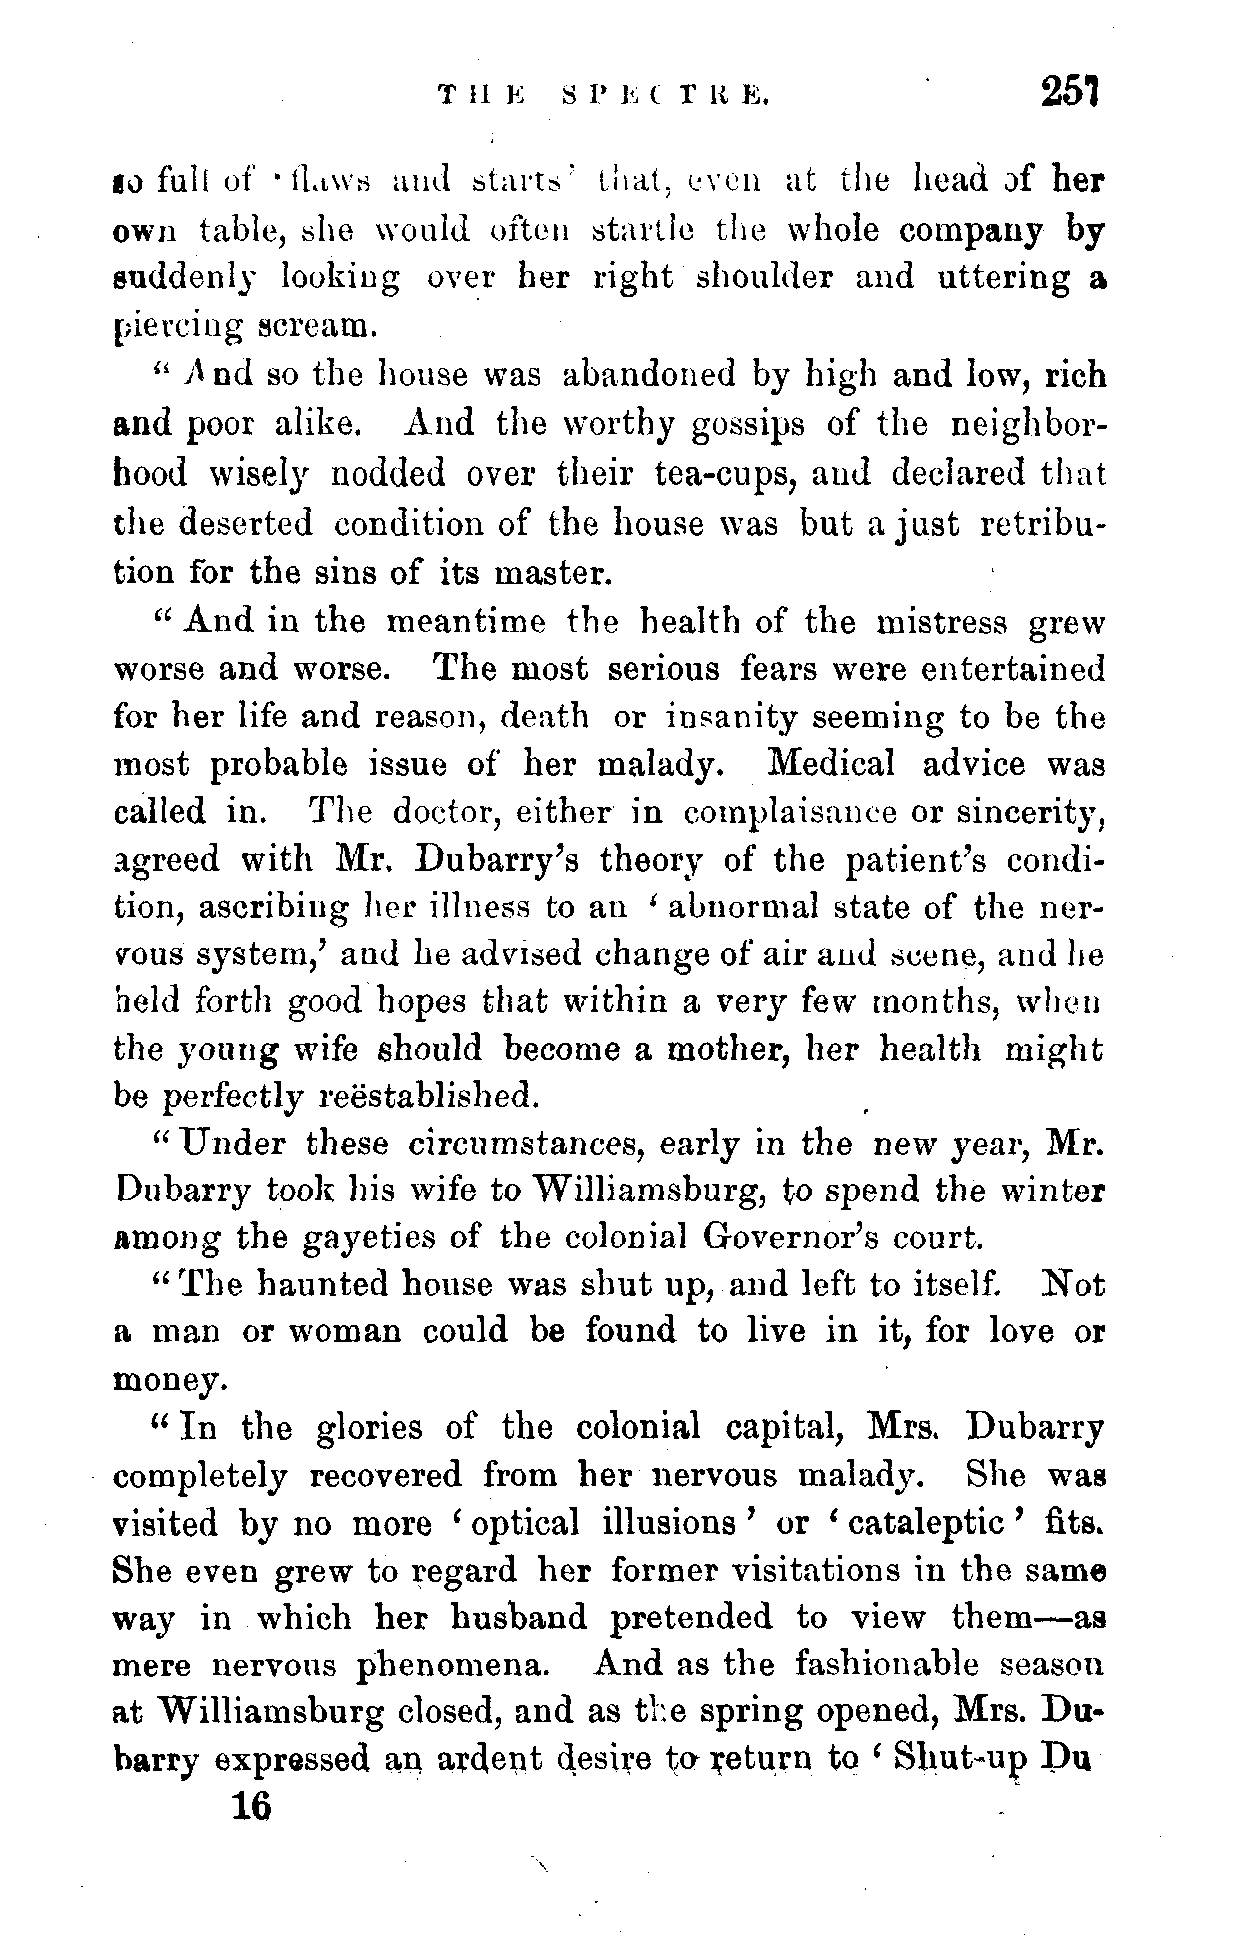 THE SPECTRE. 251
so full of 'flaws and starts' that, even at the head of her
own table, she would often startle the whole company by
suddenly looking over her right shoulder and uttering a
piercing scream.
“And so the house was abandoned by high and low, rich
and poor alike. And the worthy gossips of the neighbor-
hood wisely nodded over their tea-cups, and declared that
the deserted condition of the house was but a just retribu-
tion for the sins of its master.
“And in the meantime the health of the mistress grew
worse and worse. The most serious fears were entertained
for her life and reason, death or insanity seeming to be the
most probable issue of her malady. Medical advice was
called in. The doctor, either in complaisance or sincerity,
agreed with Mr. Dubarry’s theory of the patient’s condi-
tion, ascribing her illness to an ‘abnormal state of the ner-
vous system,’ and he advised change of air and scene, and he
held forth good hopes that within a very few months, when
the young wife should become a mother, her health might
be perfectly reëstablished.
“Under these circumstances, early in the new year, Mr.
Dubarry took his wife to Williamsburg, to spend the winter
among the gayeties of the colonial Governor’s court.
“The haunted house was shut up, and left to itself. Not
a man or woman could be found to live in it, for love or
money.
“In the glories of the colonial capital, Mrs. Dubarry
completely recovered from her nervous malady. She was
visited by no more ‘optical illusions’ or ‘cataleptic’ fits.
She even grew to regard her former visitations in the same
way in which her husband pretended to view them—as
mere nervous phenomena. And as the fashionable season
at Williamsburg closed, and as the spring opened, Mrs. Du-
barry expressed an ardent desire to return to ‘Shut-up Du
16